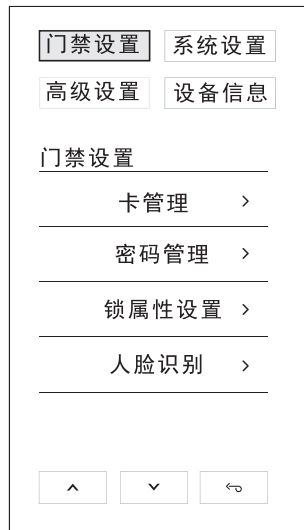 门禁设置 系统设置
高级设置 设备信息
门禁设置
卡管理
密码管理
锁属性设置
人脸识别